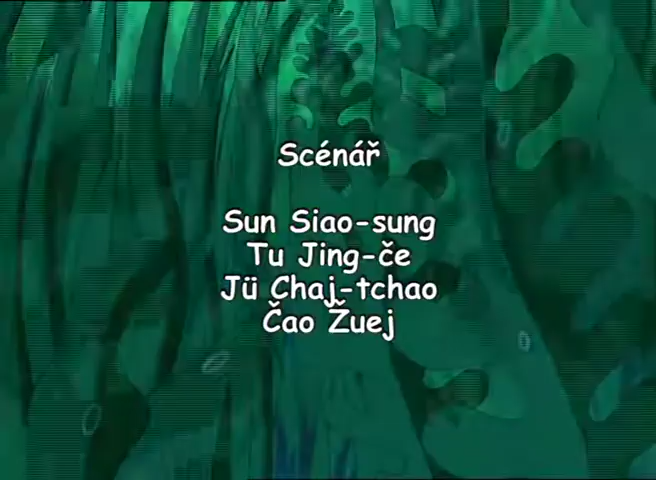 Scénář
Sun Siao-sung
Tu Jing-če
Jü Chaj-tchao
Čao Žuej